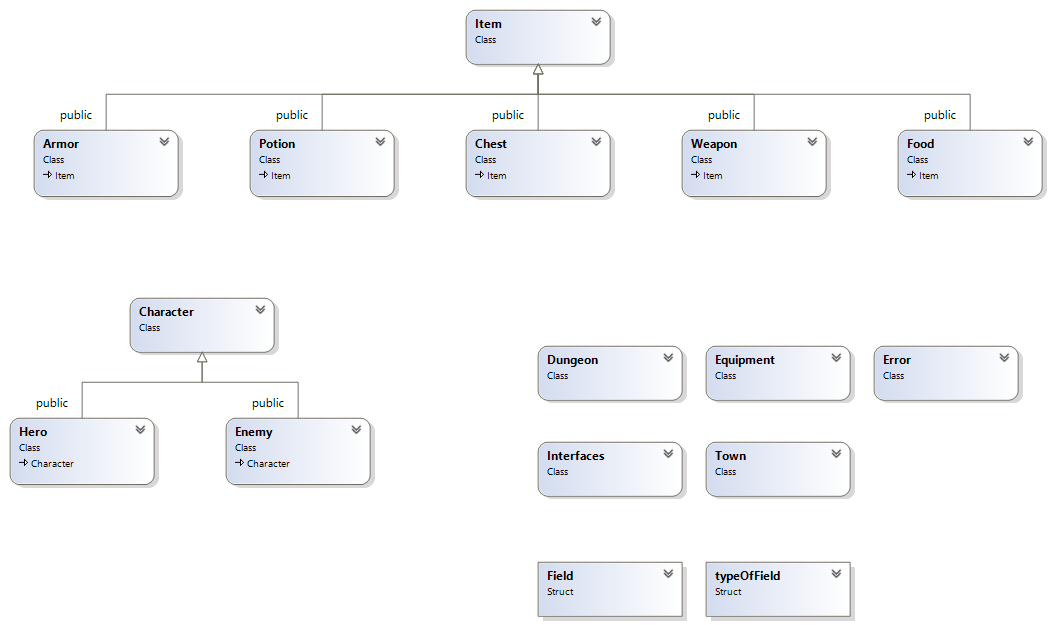 Item
Class
public
public
public
public
public
Armor
Class
Item
Potion
Class
Item
Chest
Class
Item
Weapon
Class
Item
Food
Class
Item
Character
Class
public
public
Hero
Class
Character
Enemy
Class
Character
Dungeon
Class
Equipment
Class
Error
Class
Interfaces
Class
Town
Class
Field
Struct
typeOfField
Struct